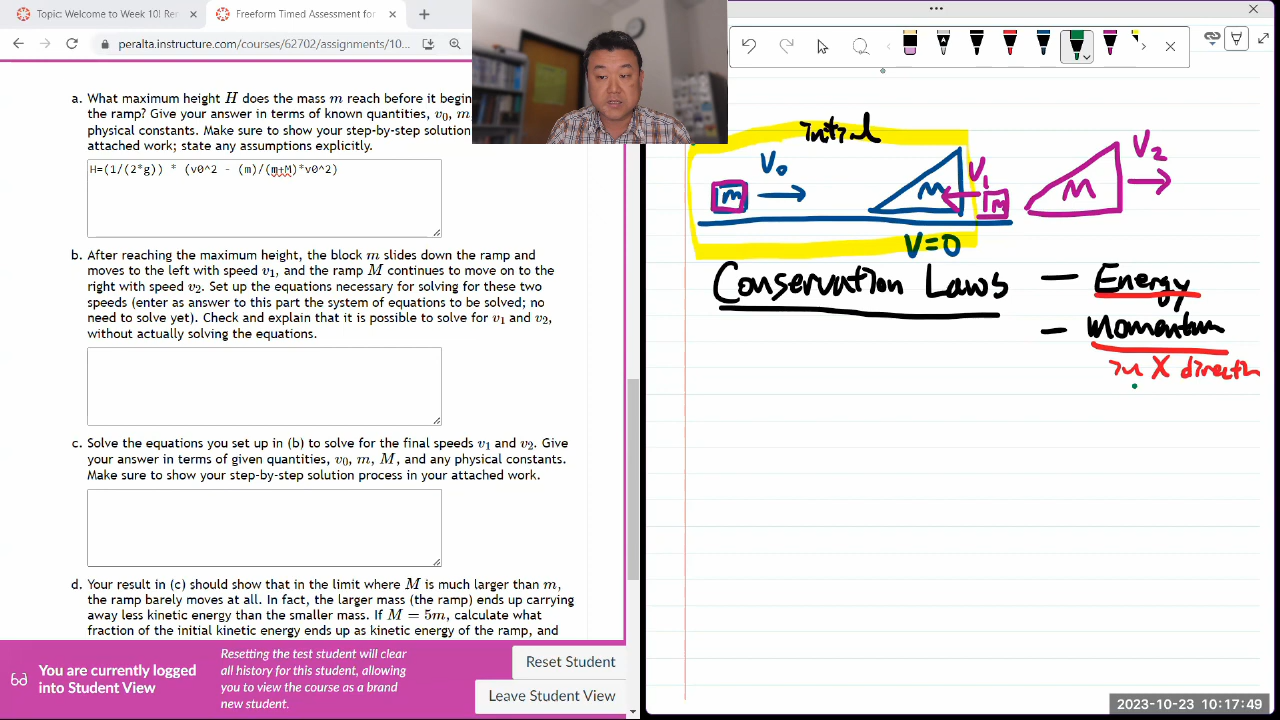 Topic: Welcome to Week 10! Re
Freeform Timed Assessment for
peralta.instructure.com/courses/62702/assignments/10...
a. What maximum height H does the mass m reach before it begin
the ramp? Give your answer in terms of known quantities, v0, m
physical constants. Make sure to show your step-by-step solution
attached work; state any assumptions explicitly.
H=(1/(2*g)) * (v0^2 - (m)/(m+M)*v0^2)
b. After reaching the maximum height, the block m slides down the ramp and
moves to the left with speed v1, and the ramp M continues to move on to the
right with speed v2. Set up the equations necessary for solving for these two
speeds (enter as answer to this part the system of equations to be solved; no
need to solve yet). Check and explain that it is possible to solve for v1 and v2,
without actually solving the equations.
c. Solve the equations you set up in (b) to solve for the final speeds v1 and v2. Give
your answer in terms of given quantities, v0, m, M, and any physical constants.
Make sure to show your step-by-step solution process in your attached work.
d. Your result in (c) should show that in the limit where M is much larger than m,
the ramp barely moves at all. In fact, the larger mass (the ramp) ends up carrying
away less kinetic energy than the smaller mass. If M = 5m, calculate what
fraction of the initial kinetic energy ends up as kinetic energy of the ramp, and
You are currently logged
into Student View
Resetting the test student will clear
all history for this student, allowing
you to view the course as a brand
new student.
Reset Student
Leave Student View
initial
V0
V1
V2
m
M
m
M
V=0
Conservation Laws
— Energy
— Momentum
in X direction
2023-10-23 10:17:49